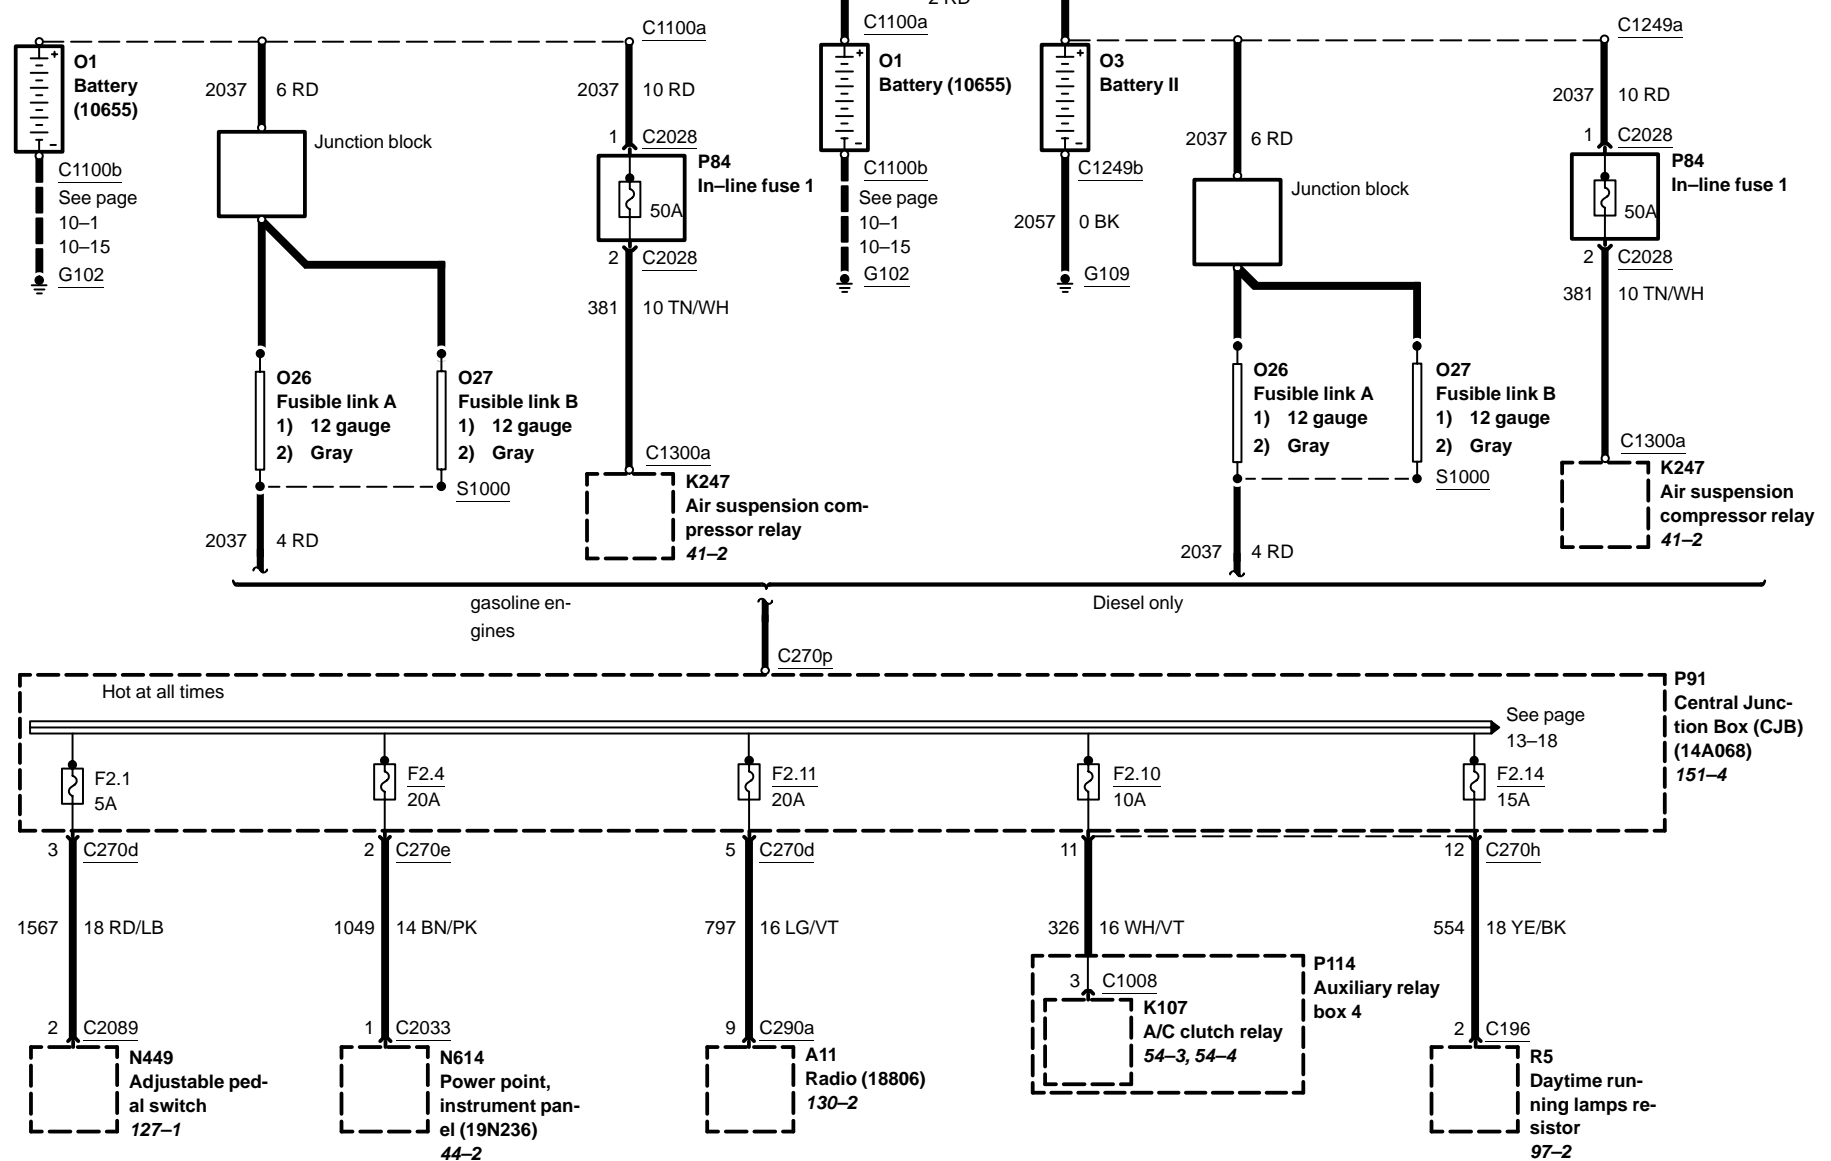 2 RD
C1100a
O1
Battery
(10655)
C1100b
See page
10–1
10–15
G102
2037 6 RD
Junction block
2037 10 RD
1 C2028
P84
In–line fuse 1
50A
2 C2028
381 10 TN/WH
O26
Fusible link A
1) 12 gauge
2) Gray
O27
Fusible link B
1) 12 gauge
2) Gray
S1000
2037 4 RD
C1300a
K247
Air suspension com-
pressor relay
41–2
C1100a
O1
Battery (10655)
C1100b
See page
10–1
10–15
G102
O3
Battery II
C1249b
2057 0 BK
G109
2037 6 RD
Junction block
C1249a
2037 10 RD
1 C2028
P84
In–line fuse 1
50A
2 C2028
381 10 TN/WH
O26
Fusible link A
1) 12 gauge
2) Gray
O27
Fusible link B
1) 12 gauge
2) Gray
S1000
2037 4 RD
C1300a
K247
Air suspension
compressor relay
41–2
gasoline en-
gines
Diesel only
C270p
Hot at all times
See page
13–18
P91
Central Junc-
tion Box (CJB)
(14A068)
151–4
F2.1
5A
F2.4
20A
F2.11
20A
F2.10
10A
F2.14
15A
3 C270d
2 C270e
5 C270d
11
12 C270h
1567 18 RD/LB
1049 14 BN/PK
797 16 LG/VT
326 16 WH/VT
554 18 YE/BK
2 C2089
N449
Adjustable ped-
al switch
127–1
1 C2033
N614
Power point,
instrument pan-
el (19N236)
44–2
9 C290a
A11
Radio (18806)
130–2
P114
Auxiliary relay
box 4
3 C1008
K107
A/C clutch relay
54–3, 54–4
2 C196
R5
Daytime run-
ning lamps re-
sistor
97–2